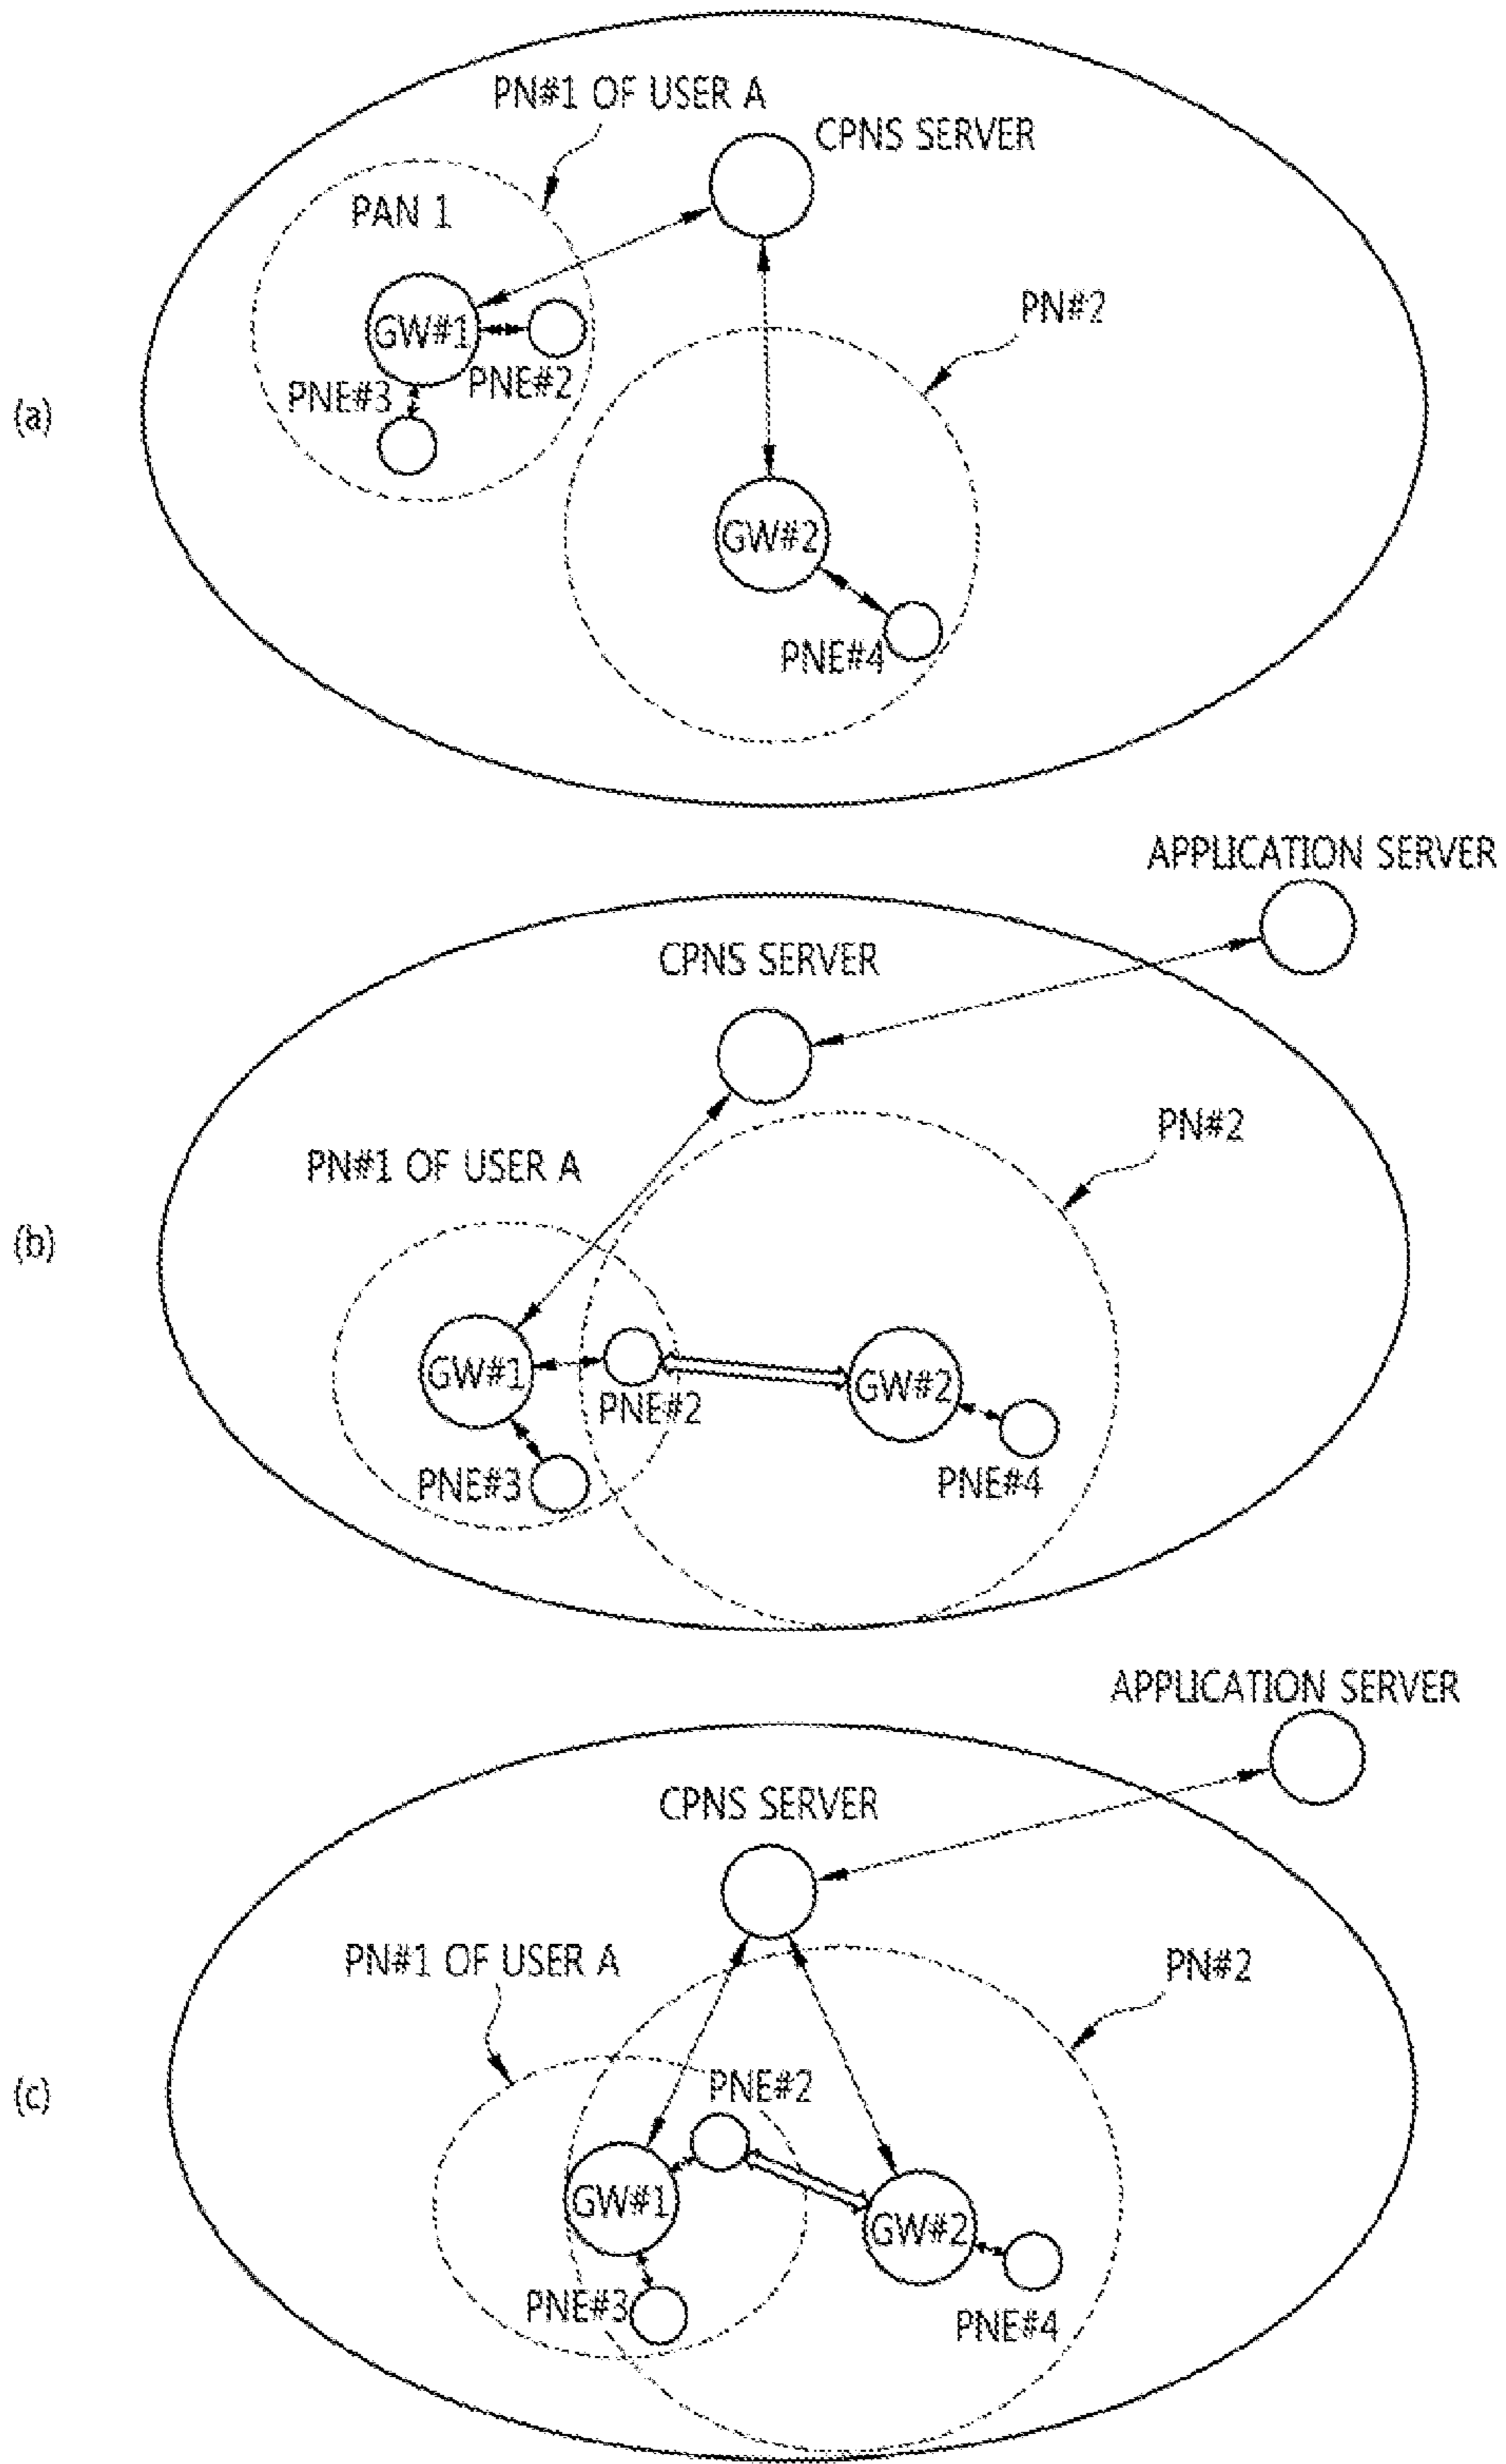 PN#1 OF USER A
CPNS SERVER
PAN 1
PN#2
GW#1
PNE#2
PNE#3
(a)
GW#2
PNE#4
APPLICATION SERVER
CPNS SERVER
PN#2
PN#1 OF USER A
(b)
GW#1
GW#2
PNE#2
PNE#3
PNE#4
APPLICATION SERVER
CPNS SERVER
PN#1 OF USER A
PN#2
PNE#2
(c)
GW#1
GW#2
PNE#3
PNE#4